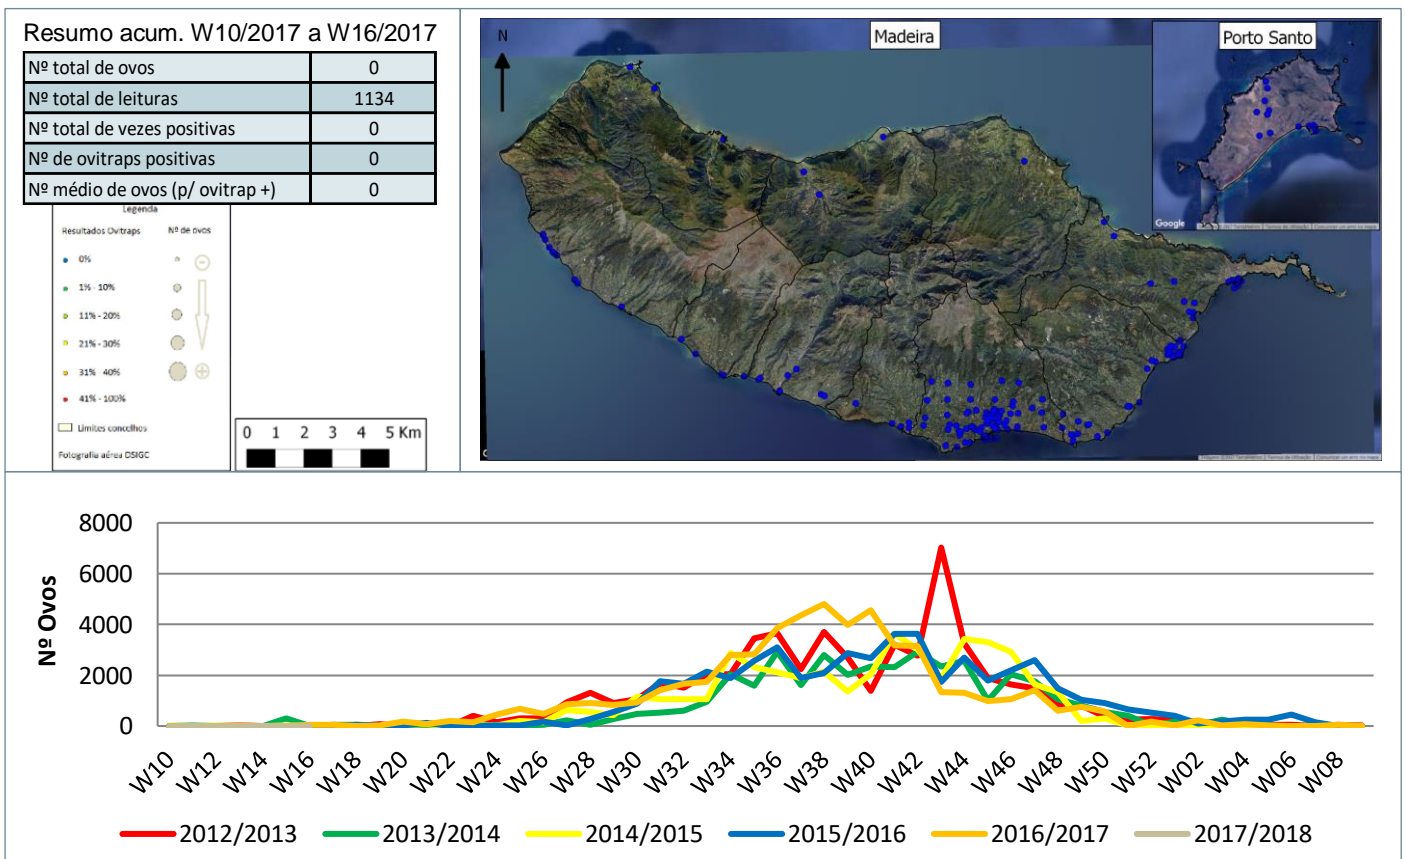 Resumo acum. W10/2017 a W16/2017
Nº total de ovos 0
Nº total de leituras 1134
Nº total de vezes positivas 0
Nº de ovitraps positivas 0
Nº médio de ovos (p/ ovitrap +) 0
Legenda
Resultados Ovitraps Nº de ovos
0%
1% - 10%
11% - 20%
21% - 30%
31% - 40%
41% - 100%
Limites concelhos
Fotografia aérea DSIGC
0 1 2 3 4 5 Km
N
Madeira
Porto Santo
Google
Nº Ovos
8000
6000
4000
2000
0
W10 W12 W14 W16 W18 W20 W22 W24 W26 W28 W30 W32 W34 W36 W38 W40 W42 W44 W46 W48 W50 W52 W02 W04 W06 W08
2012/2013 2013/2014 2014/2015 2015/2016 2016/2017 2017/2018